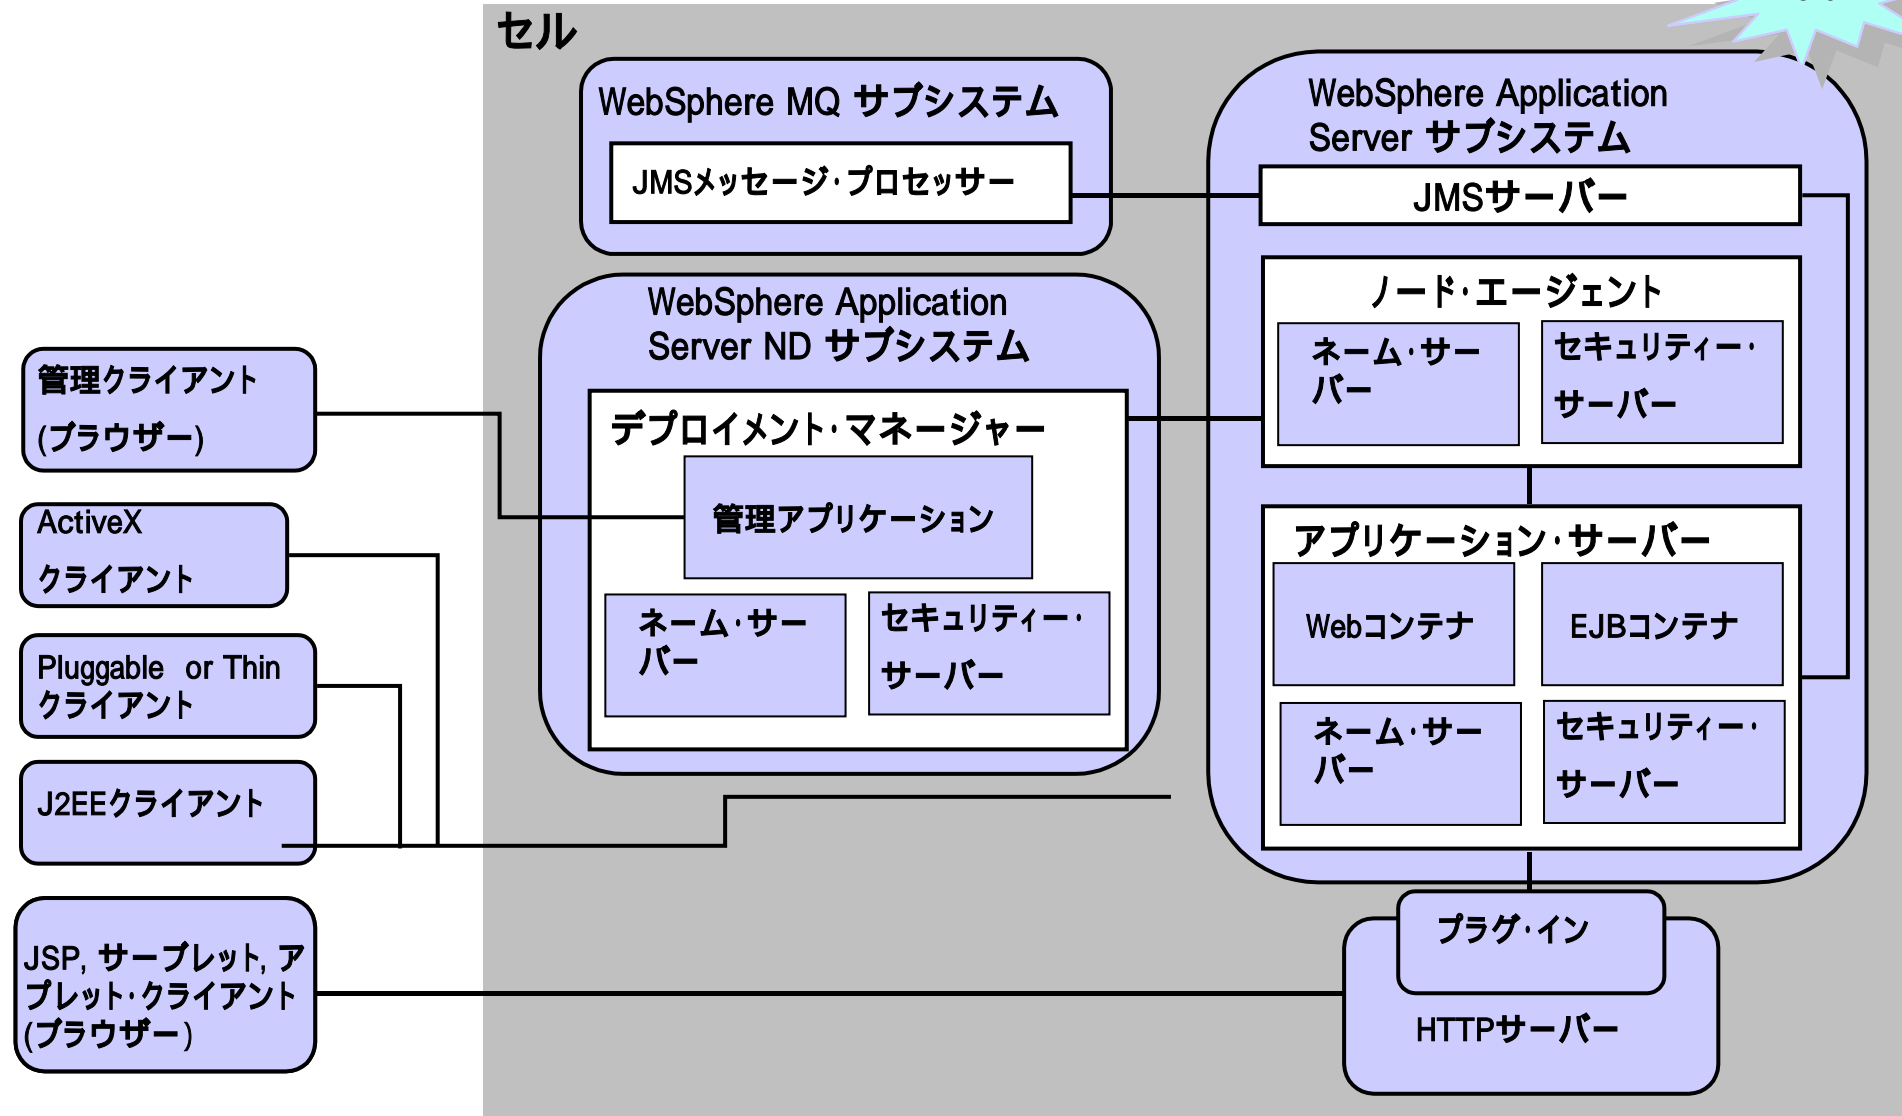 セル
WebSphere MQ サブシステム
JMSメッセージ・プロセッサー
WebSphere Application
Server サブシステム
JMSサーバー
ノード・エージェント
ネーム・サー
バー
セキュリティー・
サーバー
WebSphere Application
Server ND サブシステム
デプロイメント・マネージャー
管理アプリケーション
ネーム・サー
バー
セキュリティー・
サーバー
アプリケーション・サーバー
Webコンテナ
EJBコンテナ
ネーム・サー
バー
セキュリティー・
サーバー
管理クライアント
(ブラウザー)
ActiveX
クライアント
Pluggable or Thin
クライアント
J2EEクライアント
JSP, サーブレット, ア
プレット・クライアント
(ブラウザー)
プラグ・イン
HTTPサーバー